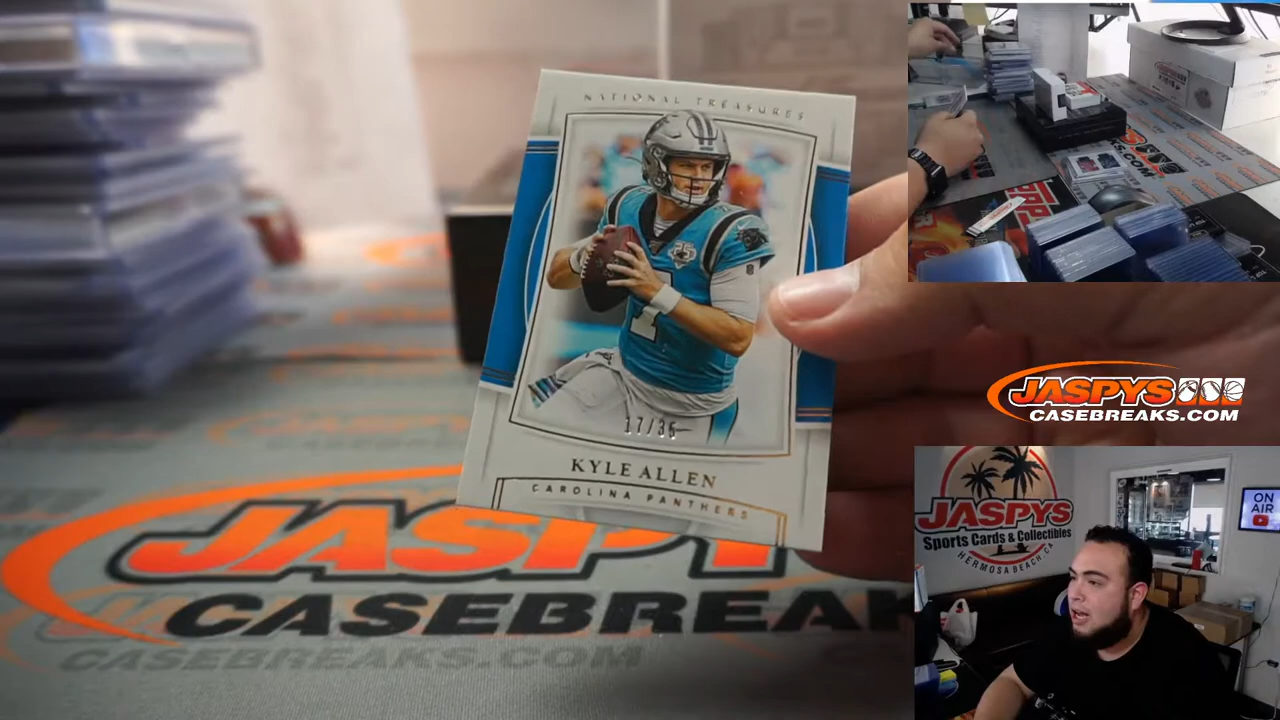 NATIONAL TREASURES
17/35
KYLE ALLEN
CAROLINA PANTHERS
JASPY
CASEBREAK
CASEBREAKS.COM
JASPYS
CASEBREAKS.COM
JASPYS
Sports Cards & Collectibles
HERMOSA BEACH, CA
ON
AIR